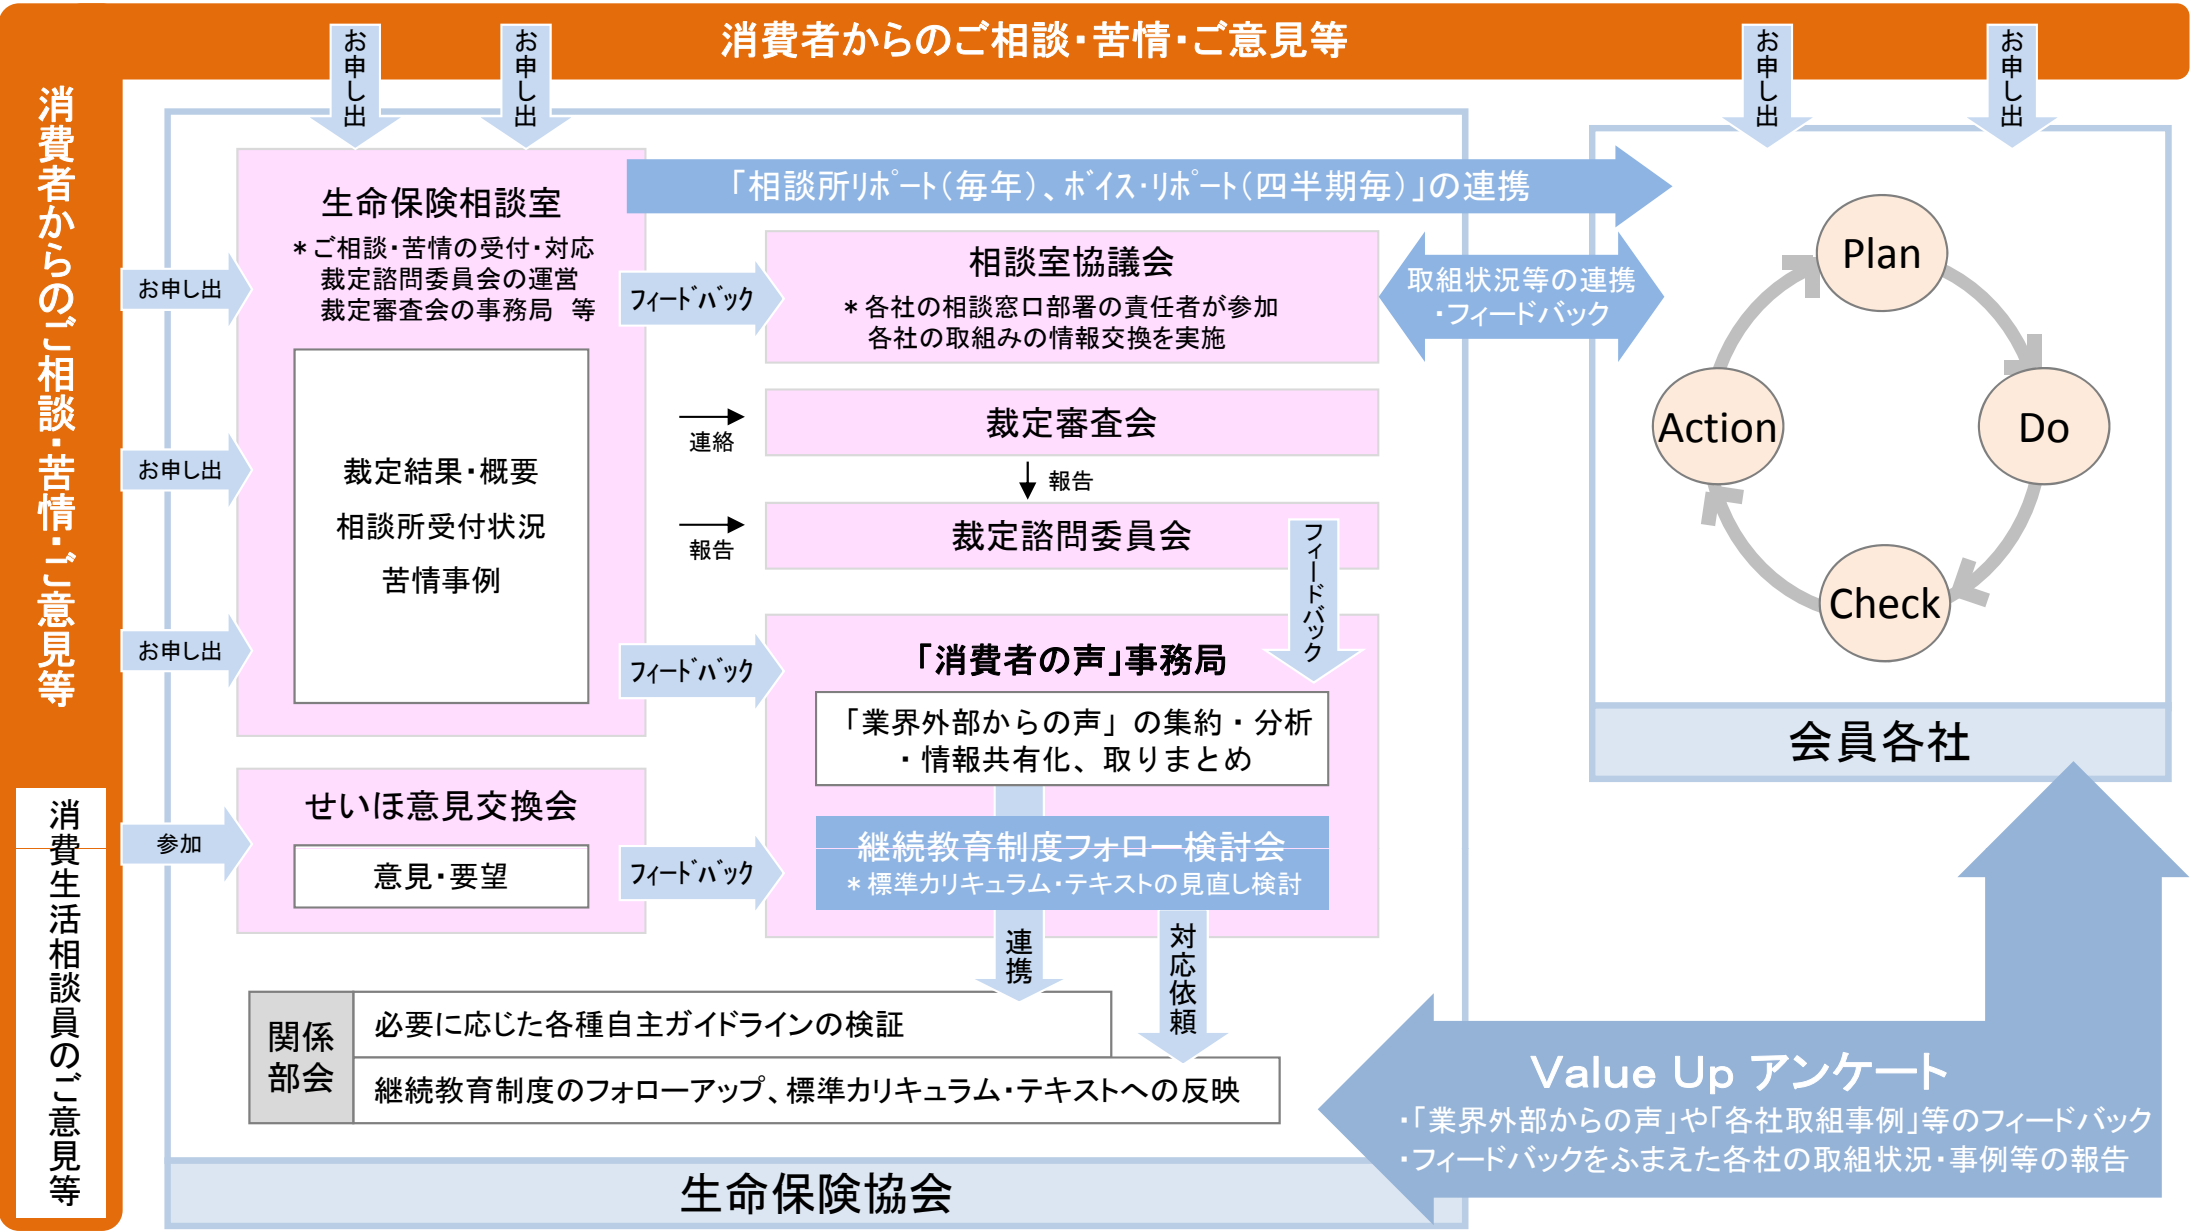 消費者からのご相談・苦情・ご意見等
お申し出
お申し出
お申し出
お申し出
消費者からのご相談・苦情・ご意見等
消費生活相談員のご意見等
お申し出
お申し出
お申し出
参加
生命保険相談室
＊ご相談・苦情の受付・対応
裁定諮問委員会の運営
裁定審査会の事務局　等
裁定結果・概要
相談所受付状況
苦情事例
せいほ意見交換会
意見・要望
「相談所ﾘﾎﾟｰﾄ（毎年）、ﾎﾞｲｽ・ﾘﾎﾟｰﾄ（四半期毎）」の連携
ﾌｨｰﾄﾞﾊﾞｯｸ
相談室協議会
＊各社の相談窓口部署の責任者が参加
各社の取組みの情報交換を実施
取組状況等の連携
・フィードバック
連絡
裁定審査会
報告
報告
裁定諮問委員会
フィードバック
ﾌｨｰﾄﾞﾊﾞｯｸ
「消費者の声」事務局
「業界外部からの声」の集約・分析
・情報共有化、取りまとめ
ﾌｨｰﾄﾞﾊﾞｯｸ
継続教育制度フォロー検討会
＊標準カリキュラム・テキストの見直し検討
連携
対応依頼
関係
部会
必要に応じた各種自主ガイドラインの検証
継続教育制度のフォローアップ、標準カリキュラム・テキストへの反映
生命保険協会
Plan
Do
Check
Action
会員各社
Value Up アンケート
・「業界外部からの声」や「各社取組事例」等のフィードバック
・フィードバックをふまえた各社の取組状況・事例等の報告